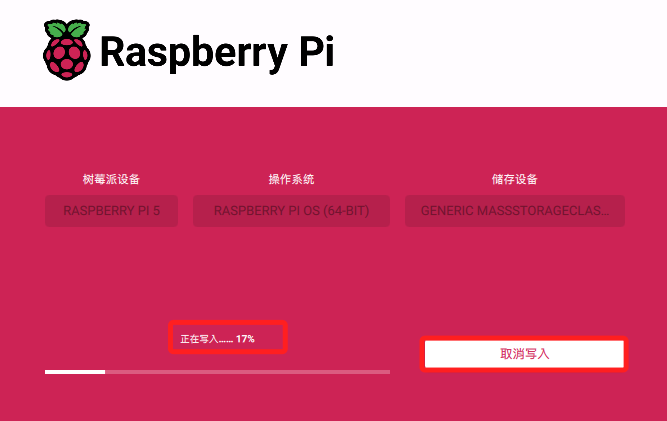 Raspberry Pi
树莓派设备
操作系统
储存设备
RASPBERRY PI 5
RASPBERRY PI OS (64-BIT)
GENERIC MASSSTORAGECLAS...
正在写入...... 17%
取消写入